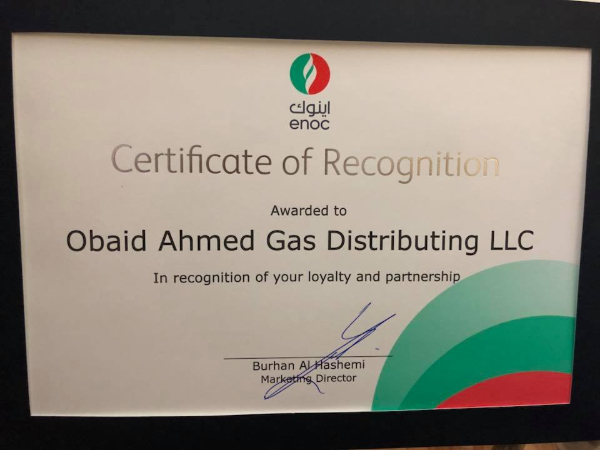 اينوك
enoc
Certificate of Recognition
Awarded to
Obaid Ahmed Gas Distributing LLC
In recognition of your loyalty and partnership
Burhan Al Hashemi
Marketing Director